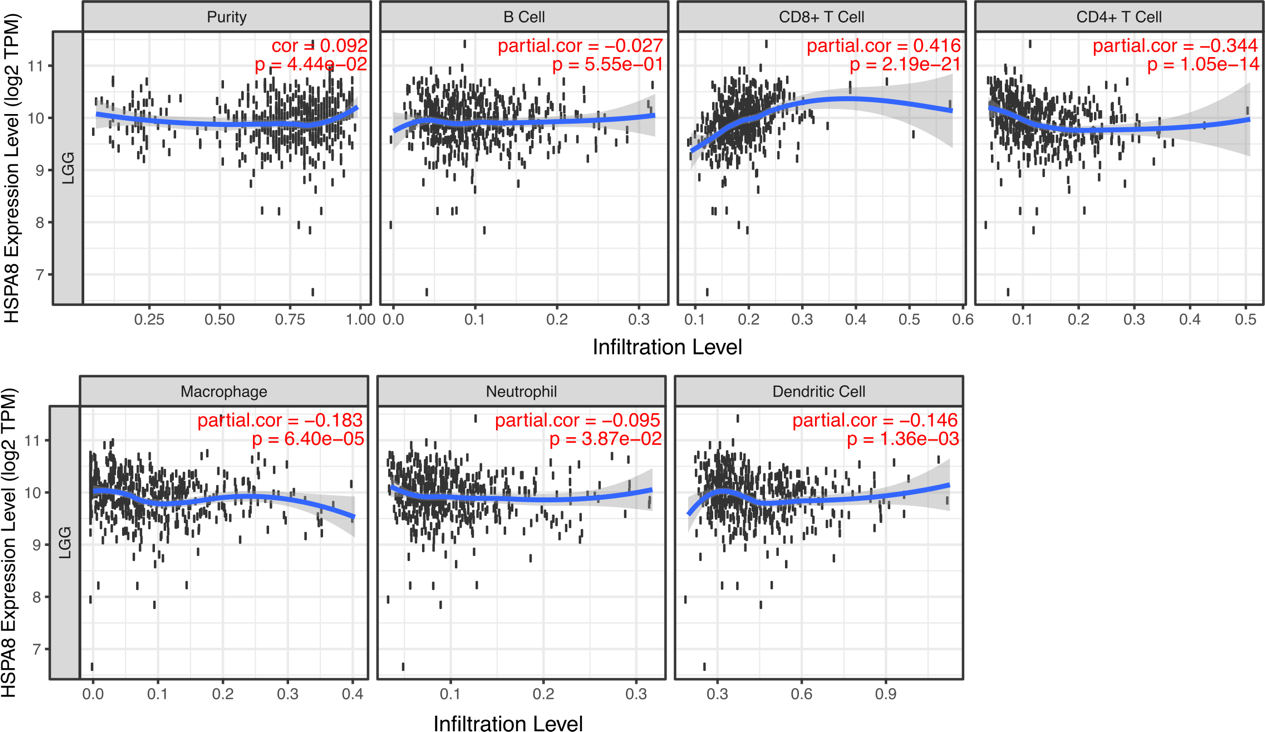 Purity
B Cell
CD8+ T Cell
CD4+ T Cell
cor = 0.092
p = 4.44e−02
partial.cor = −0.027
p = 5.55e−01
partial.cor = 0.416
p = 2.19e−21
partial.cor = −0.344
p = 1.05e−14
HSPA8 Expression Level (log2 TPM)
LGG
11
10
9
8
7
0.25 0.50 0.75 1.00
0.0 0.1 0.2 0.3
0.1 0.2 0.3 0.4 0.5 0.6
0.1 0.2 0.3 0.4 0.5
Infiltration Level
Macrophage
Neutrophil
Dendritic Cell
partial.cor = −0.183
p = 6.40e−05
partial.cor = −0.095
p = 3.87e−02
partial.cor = −0.146
p = 1.36e−03
HSPA8 Expression Level (log2 TPM)
LGG
11
10
9
8
7
0.0 0.1 0.2 0.3 0.4
0.1 0.2 0.3
0.3 0.6 0.9
Infiltration Level